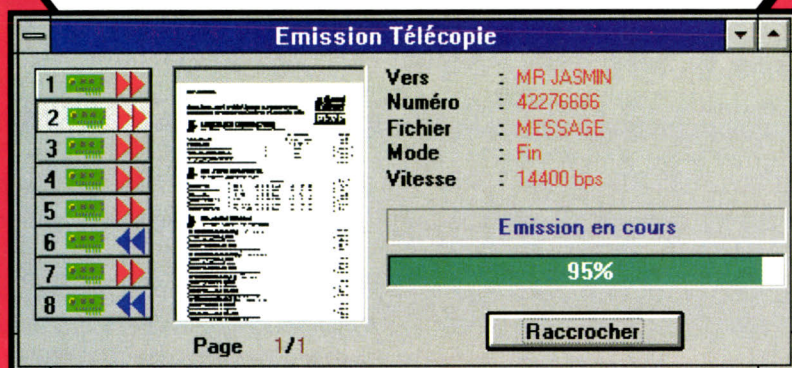 Emission Télécopie
1
2
3
4
5
6
7
8
Page 1/1
Vers : MR JASMIN
Numéro : 42276666
Fichier : MESSAGE
Mode : Fin
Vitesse : 14400 bps
Emission en cours
95%
Raccrocher